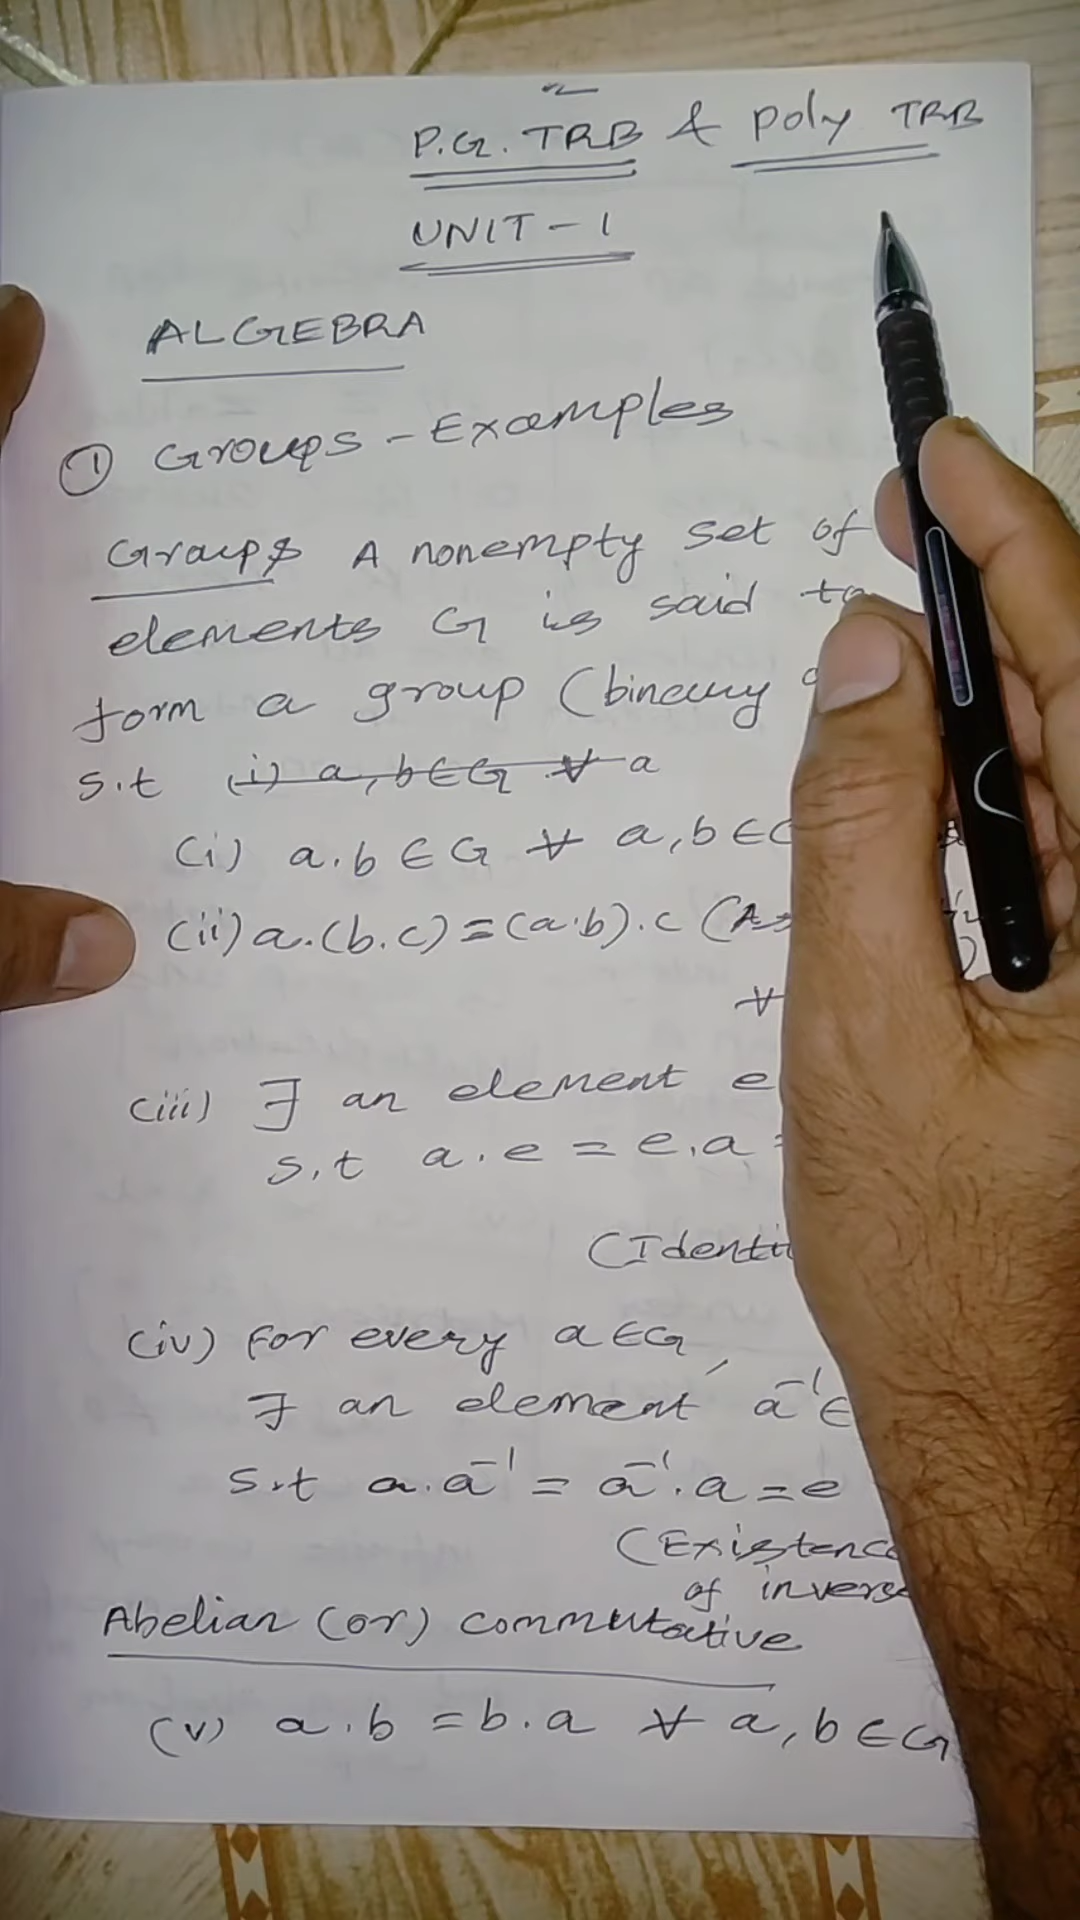 P.G. TRB & Poly TRB
UNIT - 1
ALGEBRA
① Groups - Examples
Groups A nonempty set of
elements G is said to
form a group (binary
s.t (i) a, b ∈ G ∀ a
(i) a.b ∈ G ∀ a, b ∈
(ii) a.(b.c) = (a.b).c
∀
(iii) ∃ an element e
s.t a.e = e.a =
(iv) For every a ∈ G,
∃ an element a⁻¹ ∈
s.t a.a⁻¹ = a⁻¹.a = e
(Existence
of inverse
Abelian (or) commutative
(v) a.b = b.a ∀ a, b ∈ G